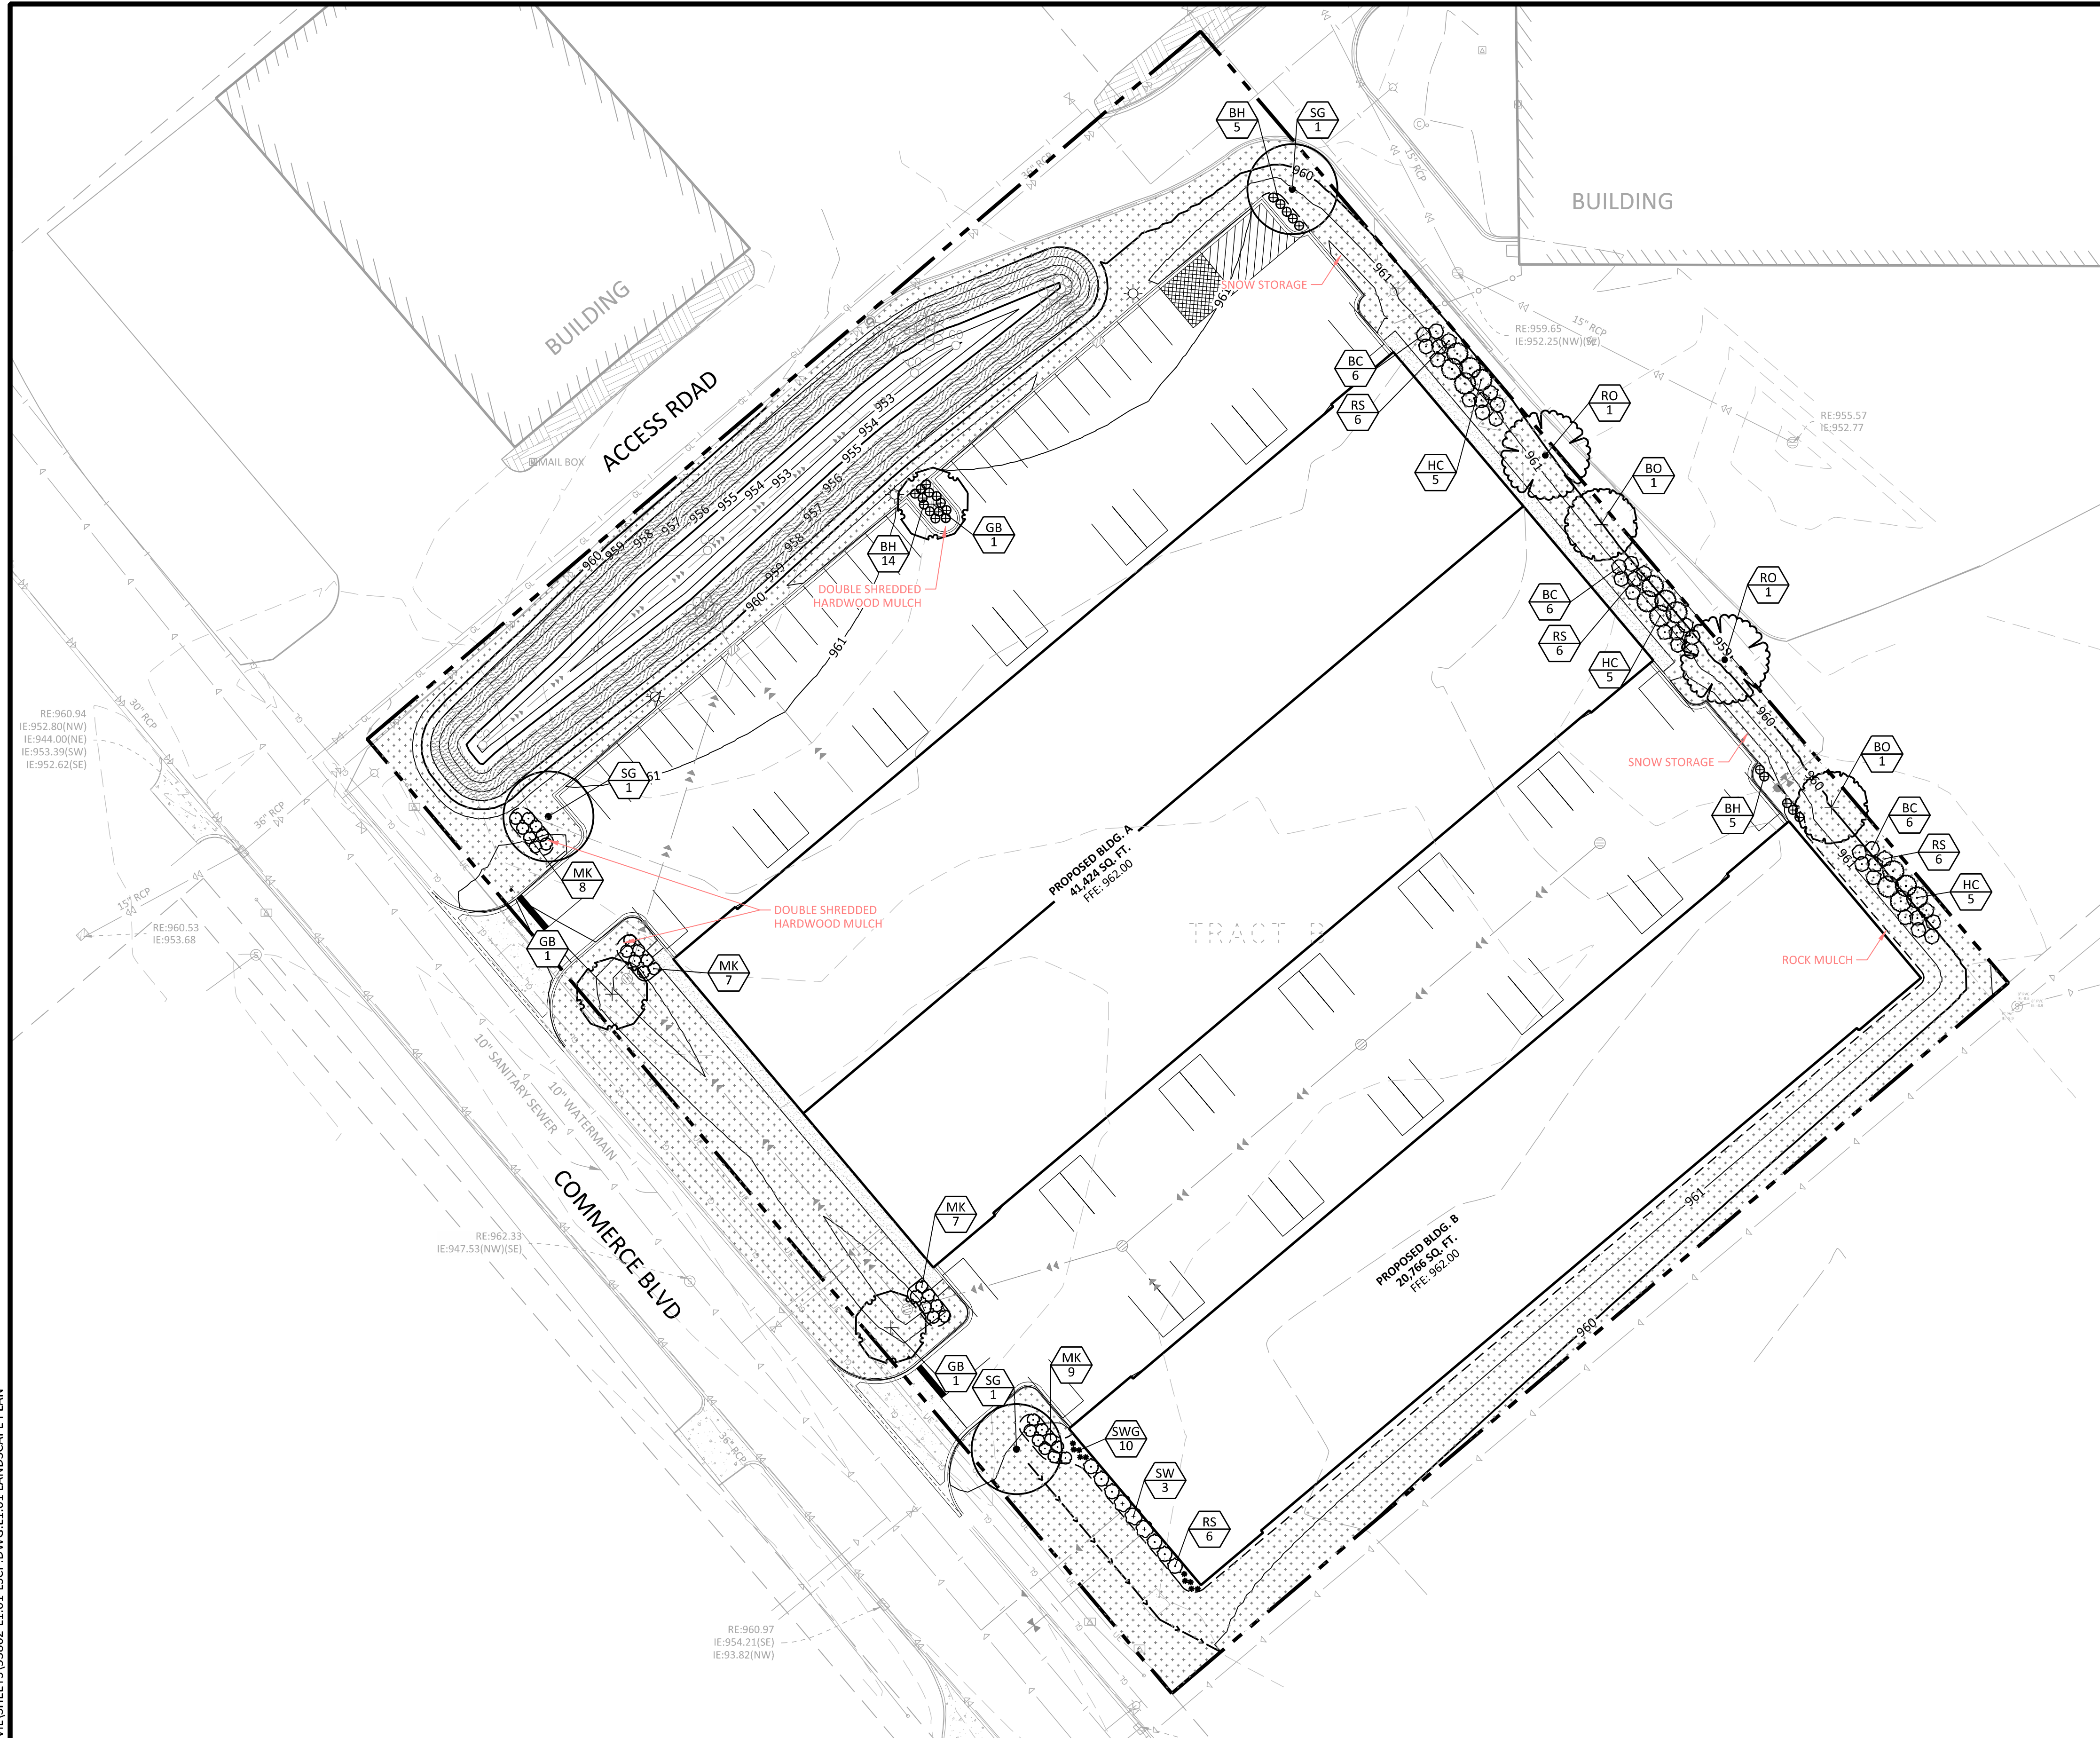 BH
5
SG
1
960
36" RCP
15" RCP
BUILDING
961
SNOW STORAGE
961
RE:959.65
IE:952.25(NW)(SE)
15" RCP
BUILDING
BC
6
RS
6
RO
1
ACCESS RDAD
RE:955.57
IE:952.77
MAIL BOX
HC
5
961
BO
1
953
954
955
956
957
958
959
960
953
954
955
956
957
958
959
960
BH
14
GB
1
DOUBLE SHREDDED
HARDWOOD MULCH
961
BC
6
RS
6
HC
5
RO
1
959
960
SNOW STORAGE
BO
1
960
BH
5
BC
6
RS
6
HC
5
961
ROCK MULCH
RE:960.94
IE:952.80(NW)
IE:944.00(NE)
IE:953.39(SW)
IE:952.62(SE)
30" RCP
36" RCP
15" RCP
RE:960.53
IE:953.68
SG
1
61
MK
8
DOUBLE SHREDDED
HARDWOOD MULCH
GB
1
MK
7
PROPOSED BLDG. A
41,424 SQ. FT.
FFE: 962.00
TRACT B
10" SANITARY SEWER
10" WATERMAIN
COMMERCE BLVD
RE:962.33
IE:947.53(NW)(SE)
MK
7
GB
1
SG
1
MK
9
SWG
10
SW
3
RS
6
PROPOSED BLDG. B
20,766 SQ. FT.
FFE: 962.00
961
960
36" RCP
RE:960.97
IE:954.21(SE)
IE:93.82(NW)